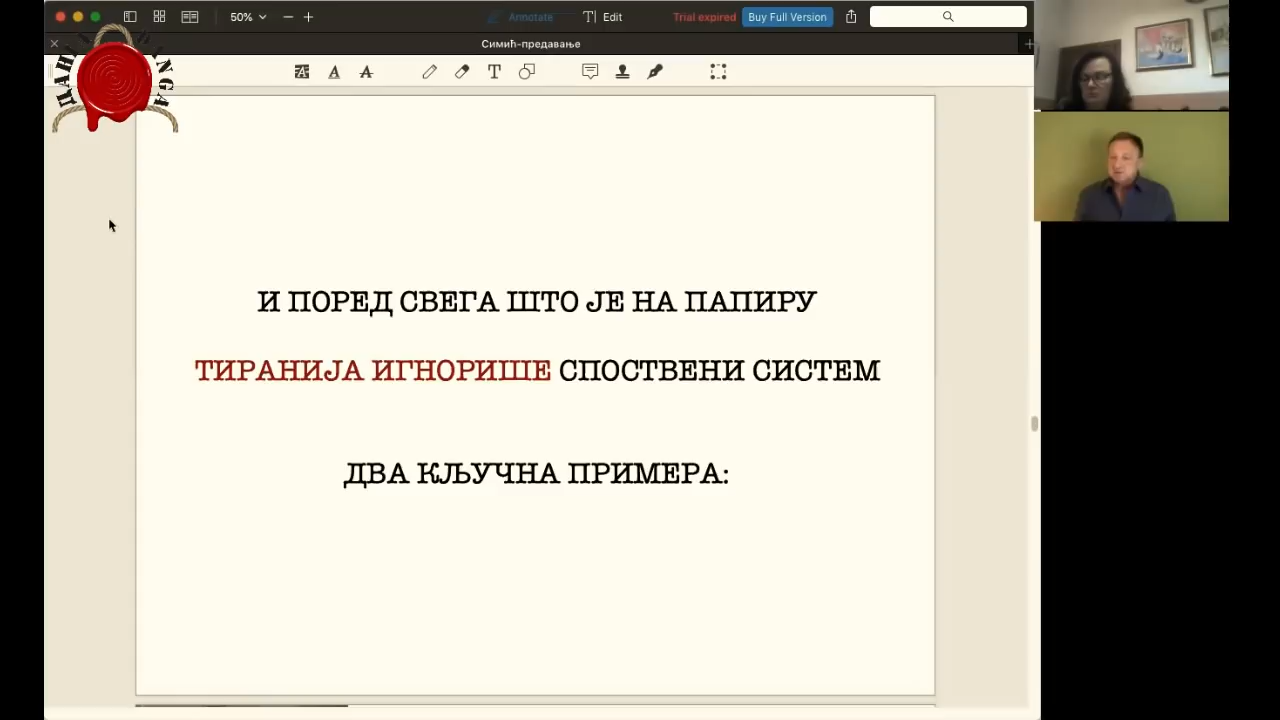 50%
Annotate
Edit
Trial expired
Buy Full Version
Симић-предавање
И ПОРЕД СВЕГА ШТО ЈЕ НА ПАПИРУ
ТИРАНИЈА ИГНОРИШЕ СПОСТВЕНИ СИСТЕМ
ДВА КЉУЧНА ПРИМЕРА: